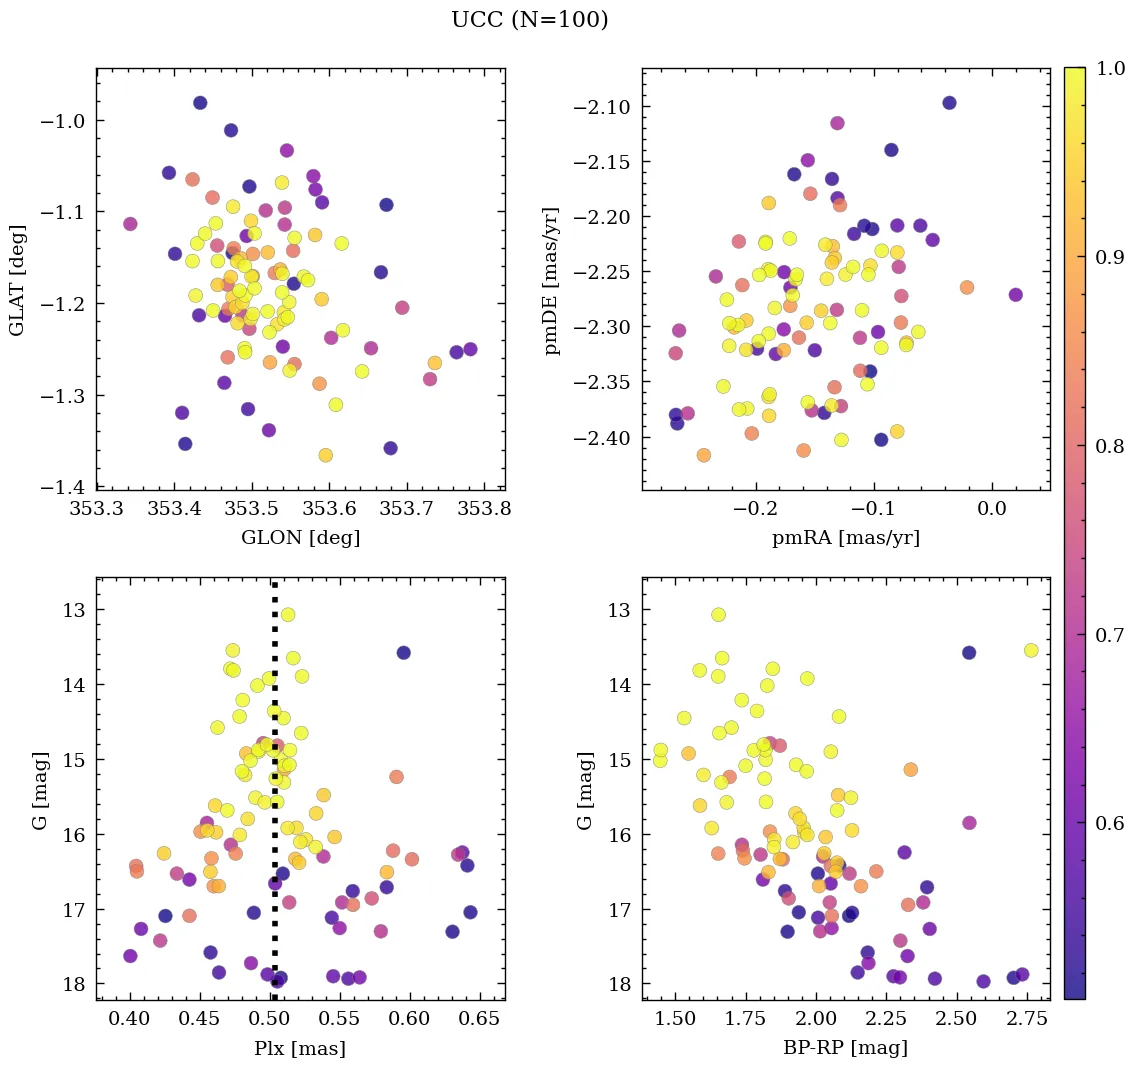 UCC (N=100)
−1.0
−1.1
−1.2
−1.3
−1.4
GLAT [deg]
353.3 353.4 353.5 353.6 353.7 353.8
GLON [deg]
−2.10
−2.15
−2.20
−2.25
−2.30
−2.35
−2.40
pmDE [mas/yr]
−0.2 −0.1 0.0
pmRA [mas/yr]
1.0
0.9
0.8
0.7
0.6
13
14
15
16
17
18
G [mag]
0.40 0.45 0.50 0.55 0.60 0.65
Plx [mas]
13
14
15
16
17
18
G [mag]
1.50 1.75 2.00 2.25 2.50 2.75
BP-RP [mag]